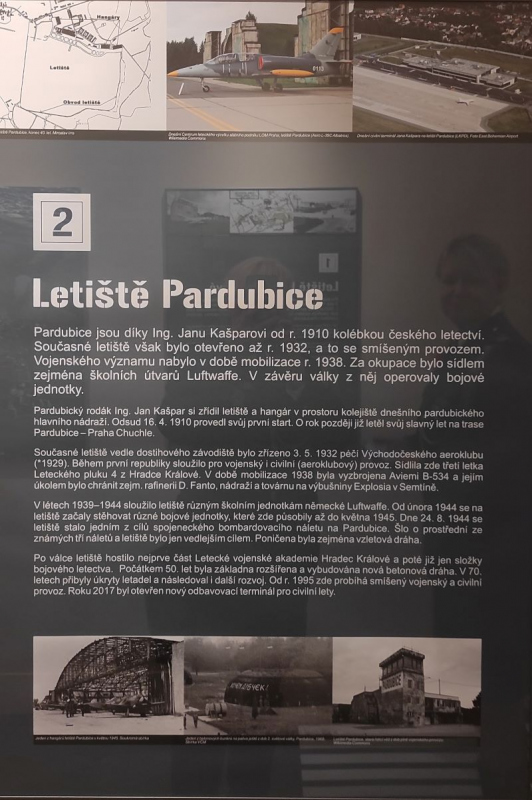 Hangáry
Letiště
Obvod letiště
0115
2
Letiště Pardubice
Pardubice jsou díky Ing. Janu Kašparovi od r. 1910 kolébkou českého letectví.
Současné letiště však bylo otevřeno až r. 1932, a to se smíšeným provozem.
Vojenského významu nabylo v době mobilizace r. 1938. Za okupace bylo sídlem
zejména školních útvarů Luftwaffe. V závěru války z něj operovaly bojové
jednotky.
Pardubický rodák Ing. Jan Kašpar si zřídil letiště a hangár v prostoru kolejiště dnešního pardubického
hlavního nádraží. Odsud 16. 4. 1910 provedl svůj první start. O rok později již letěl svůj slavný let na trase
Pardubice – Praha Chuchle.
Současné letiště vedle dostihového závodiště bylo zřízeno 3. 5. 1932 péčí Východočeského aeroklubu
(*1929). Během první republiky sloužilo pro vojenský i civilní (aeroklubový) provoz. Sídlila zde třetí letka
Leteckého pluku 4 z Hradce Králové. V době mobilizace 1938 byla vyzbrojena Aviemi B-534 a jejím
úkolem bylo chránit zejm. rafinerii D. Fanto, nádraží a továrnu na výbušniny Explosia v Semtíně.
V létech 1939–1944 sloužilo letiště různým školním jednotkám německé Luftwaffe. Od února 1944 se na
letiště začaly stěhovat různé bojové jednotky, které zde působily až do května 1945. Dne 24. 8. 1944 se
letiště stalo jedním z cílů spojeneckého bombardovacího náletu na Pardubice. Šlo o prostřední ze
známých tří náletů a letiště bylo jen vedlejším cílem. Poničena byla zejména vzletová dráha.
Po válce letiště hostilo nejprve část Letecké vojenské akademie Hradec Králové a poté již jen složky
bojového letectva. Počátkem 50. let byla základna rozšířena a vybudována nová betonová dráha. V 70.
letech přibyly úkryty letadel a následoval i další rozvoj. Od r. 1995 zde probíhá smíšený vojenský a civilní
provoz. Roku 2017 byl otevřen nový odbavovací terminál pro civilní lety.